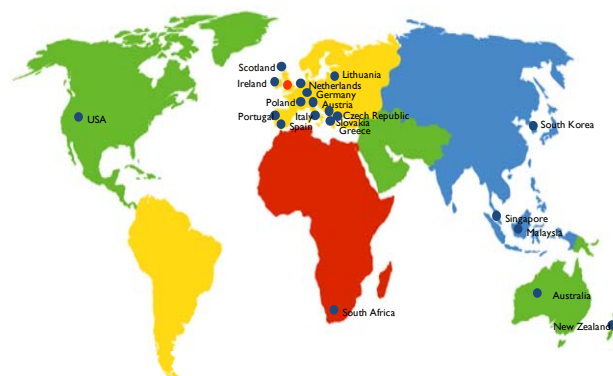 Scotland
Lithuania
Ireland
Netherlands
Germany
Poland
Austria
USA
Portugal
Italy
Czech Republic
Slovakia
Spain
Greece
South Korea
Singapore
Malaysia
Australia
South Africa
New Zealand